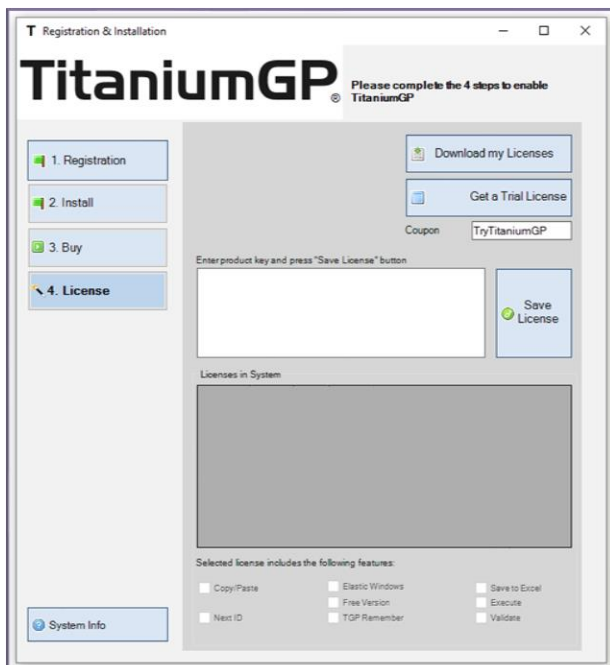 T Registration & Installation
TitaniumGP®
Please complete the 4 steps to enable
TitaniumGP
1. Registration
2. Install
3. Buy
4. License
System Info
Download my Licenses
Get a Trial License
Coupon TryTitaniumGP
Enter product key and press "Save License" button
Save
License
Licenses in System
Selected license includes the following features:
Copy/Paste Elastic Windows Save to Excel
Free Version Execute
Next ID TGP Remember Validate